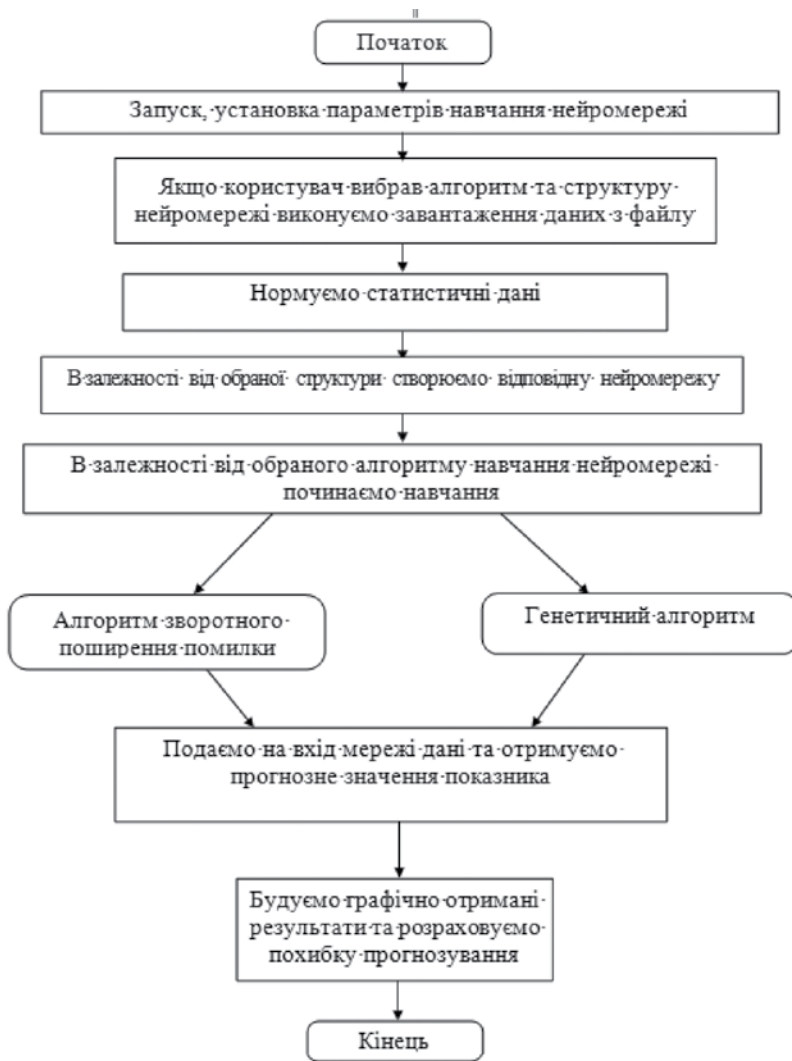 Початок
Запуск, установка параметрів навчання нейромережі
Якщо користувач вибрав алгоритм та структуру
нейромережі виконуємо завантаження даних з файлу
Нормуємо статистичні дані
В залежності від обраної структури створюємо відповідну нейромережу
В залежності від обраного алгоритму навчання нейромережі
починаємо навчання
Алгоритм зворотного
поширення помилки
Генетичний алгоритм
Подаємо на вхід мережі дані та отримуємо
прогнозне значення показника
Будуємо графічно отримані
результати та розраховуємо
похибку прогнозування
Кінець